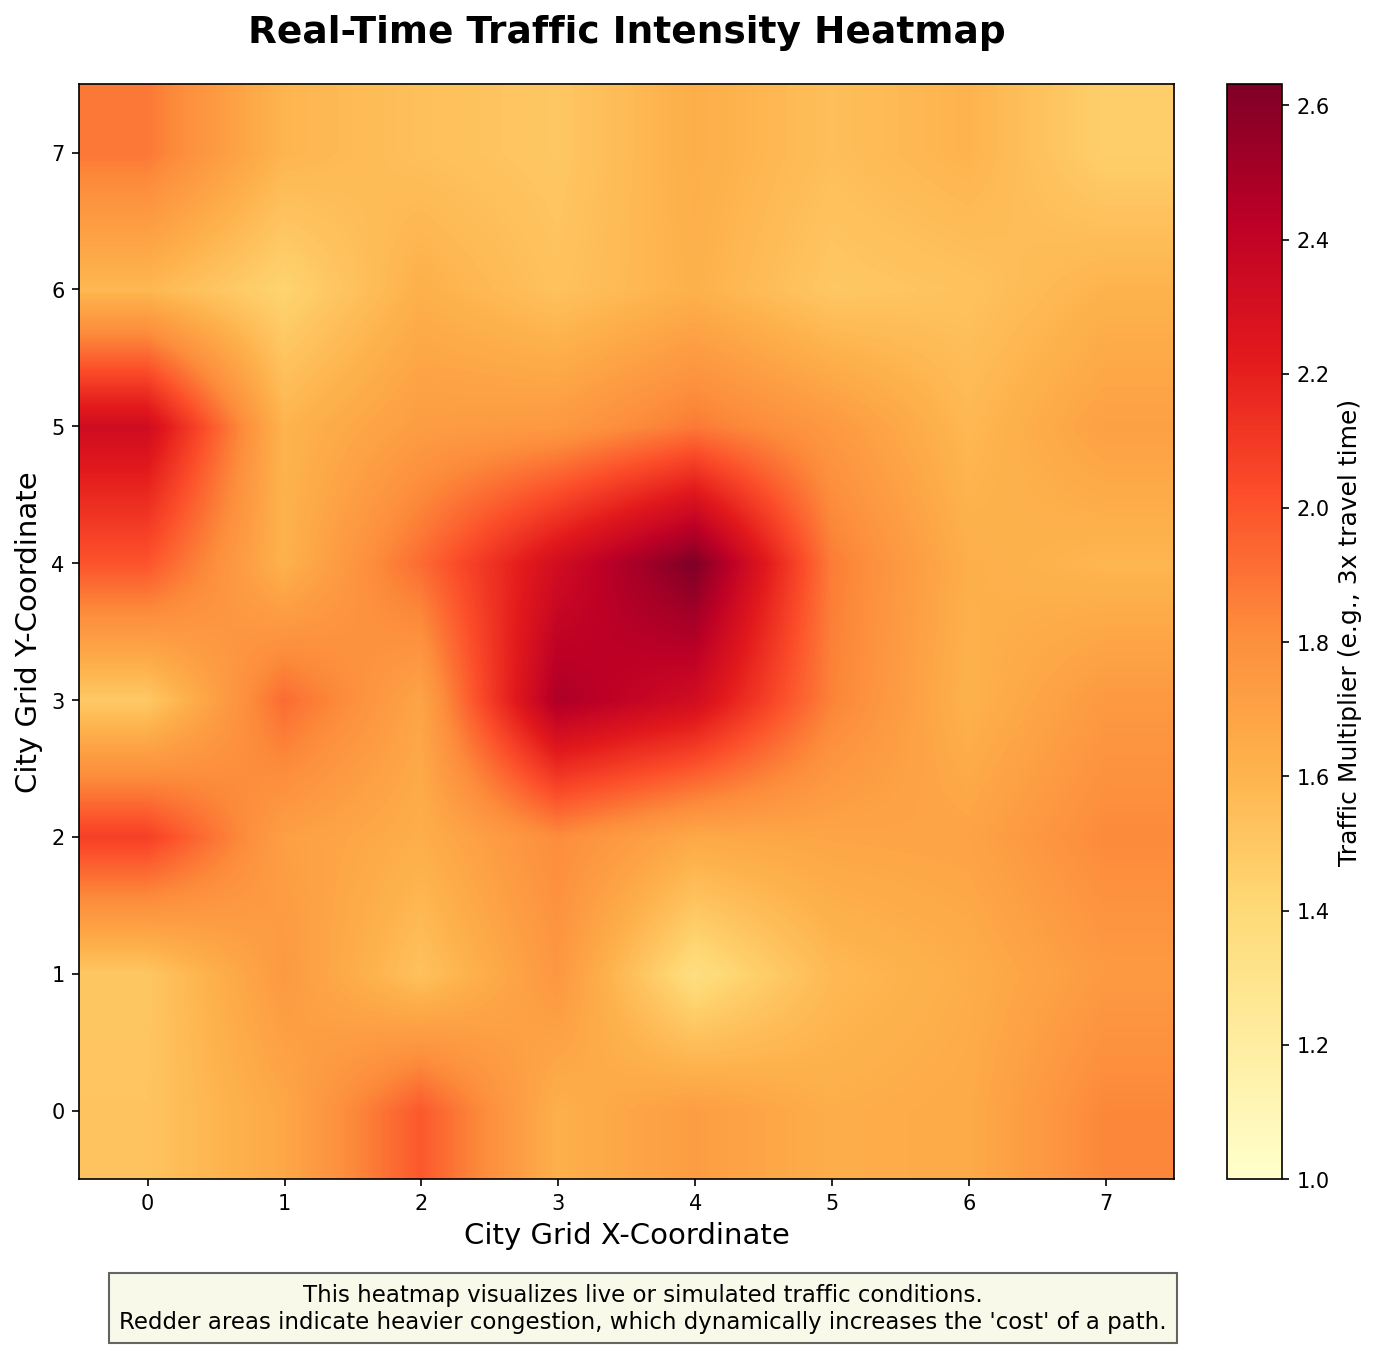 Real-Time Traffic Intensity Heatmap
7
6
5
4
3
2
1
0
City Grid Y-Coordinate
0 1 2 3 4 5 6 7
City Grid X-Coordinate
2.6
2.4
2.2
2.0
1.8
1.6
1.4
1.2
1.0
Traffic Multiplier (e.g., 3x travel time)
This heatmap visualizes live or simulated traffic conditions.
Redder areas indicate heavier congestion, which dynamically increases the 'cost' of a path.